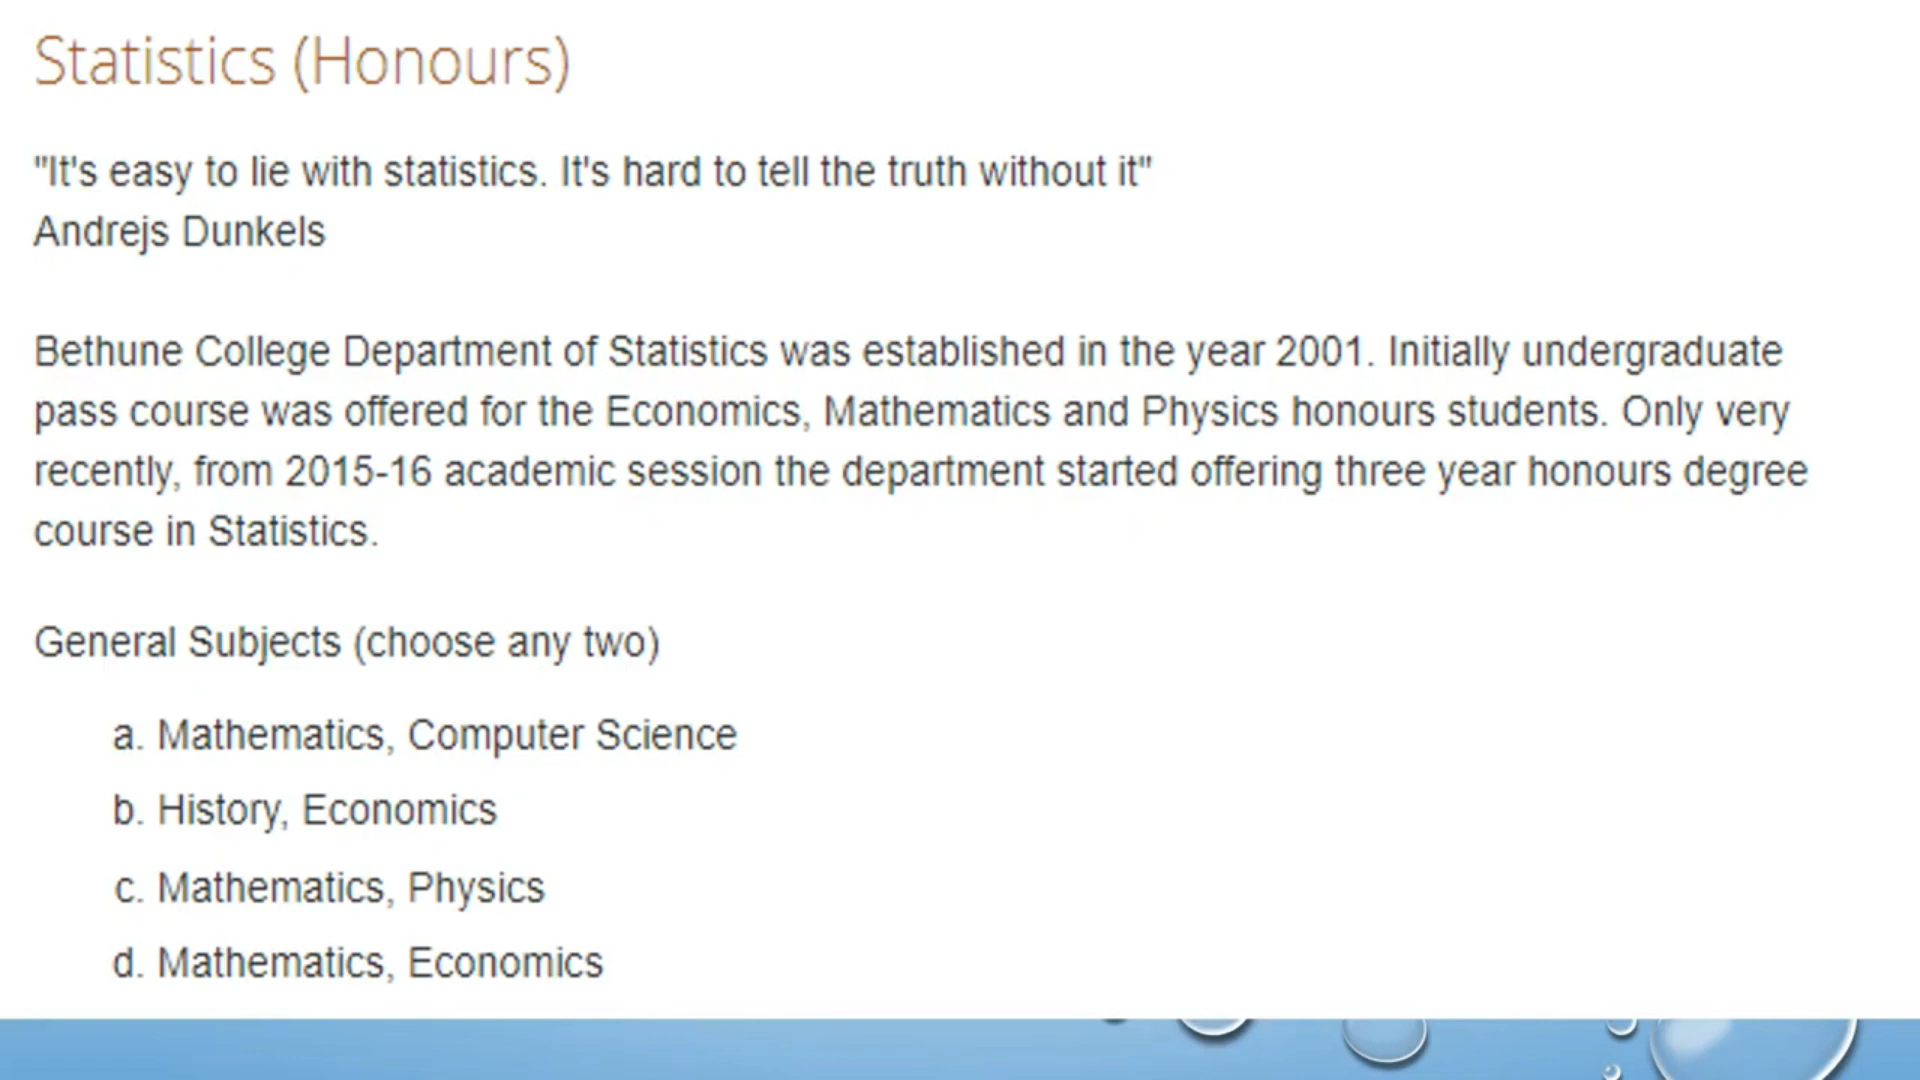 Statistics (Honours)
"It's easy to lie with statistics. It's hard to tell the truth without it"
Andrejs Dunkels
Bethune College Department of Statistics was established in the year 2001. Initially undergraduate
pass course was offered for the Economics, Mathematics and Physics honours students. Only very
recently, from 2015-16 academic session the department started offering three year honours degree
course in Statistics.
General Subjects (choose any two)
a. Mathematics, Computer Science
b. History, Economics
c. Mathematics, Physics
d. Mathematics, Economics